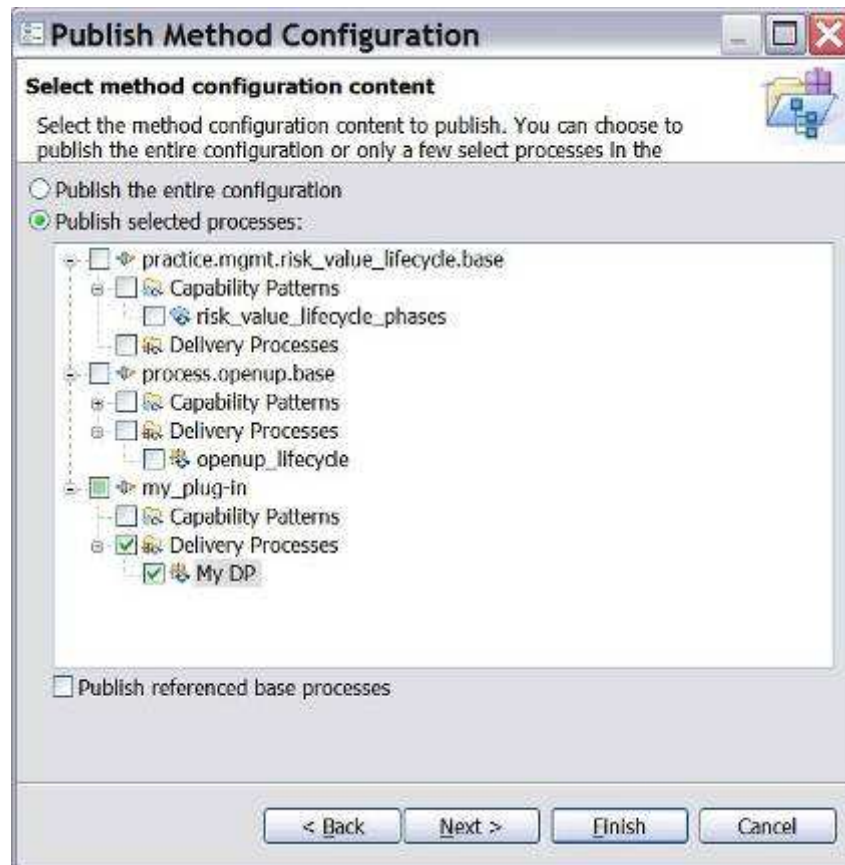 Publish Method Configuration
Select method configuration content
Select the method configuration content to publish. You can choose to
publish the entire configuration or only a few select processes in the
Publish the entire configuration
Publish selected processes:
practice.mgmt.risk_value_lifecycle.base
Capability Patterns
risk_value_lifecycle_phases
Delivery Processes
process.openup.base
Capability Patterns
Delivery Processes
openup_lifecycle
my_plug-in
Capability Patterns
Delivery Processes
My DP
Publish referenced base processes
< Back Next > Finish Cancel